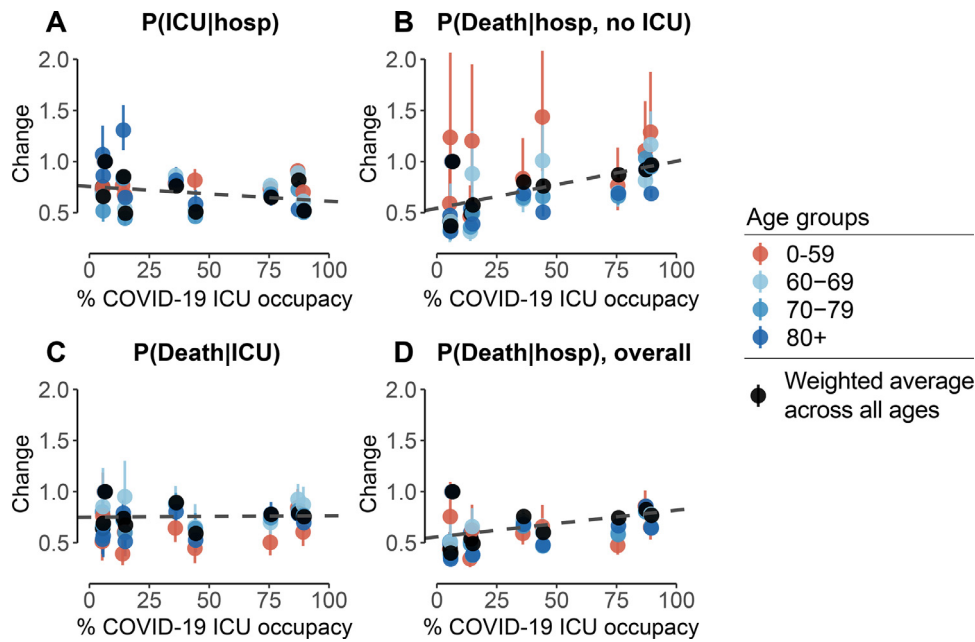 A
P(ICU|hosp)
2.0
1.5
1.0
0.5
Change
0 25 50 75 100
% COVID-19 ICU occupancy
B
P(Death|hosp, no ICU)
2.0
1.5
1.0
0.5
Change
0 25 50 75 100
% COVID-19 ICU occupancy
C
P(Death|ICU)
2.0
1.5
1.0
0.5
Change
0 25 50 75 100
% COVID-19 ICU occupancy
D
P(Death|hosp), overall
2.0
1.5
1.0
0.5
Change
0 25 50 75 100
% COVID-19 ICU occupancy
Age groups
0-59
60−69
70−79
80+
Weighted average
across all ages